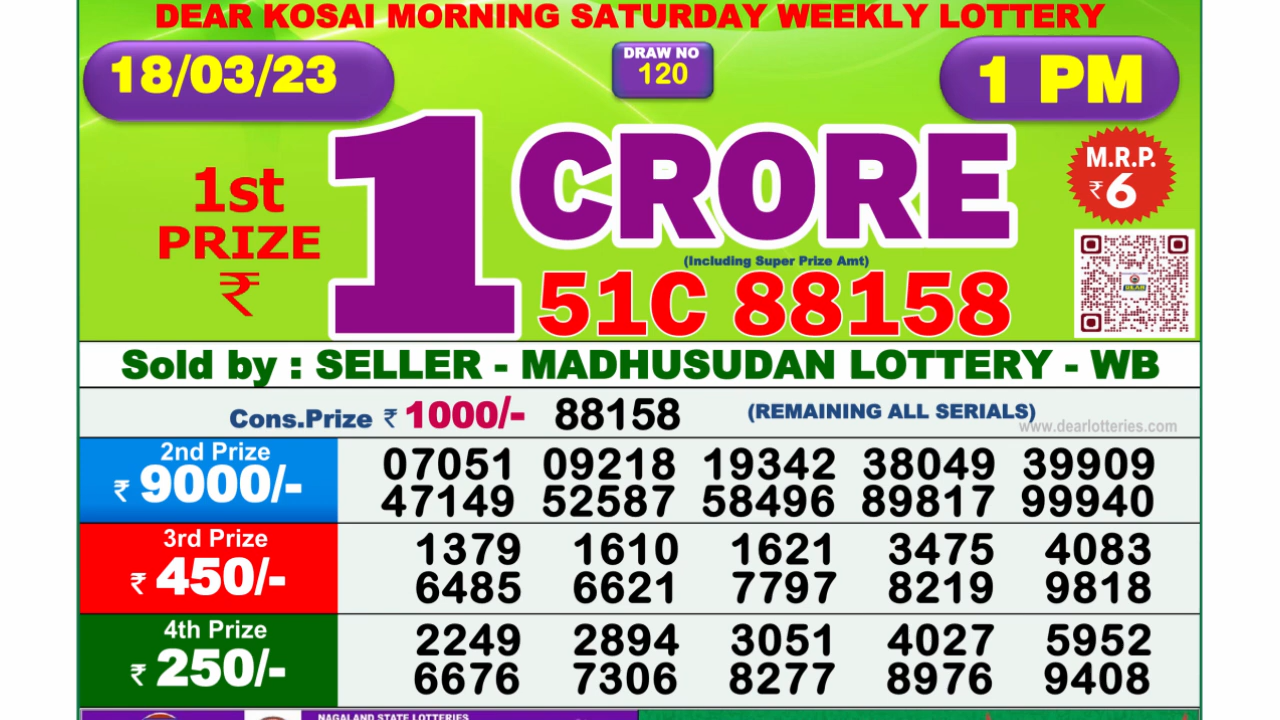 DEAR KOSAI MORNING SATURDAY WEEKLY LOTTERY
18/03/23
DRAW NO
120
1 PM
1st
PRIZE
₹
1 CRORE
(Including Super Prize Amt)
51C 88158
M.R.P.
₹6
DEAR
Sold by : SELLER - MADHUSUDAN LOTTERY - WB
Cons.Prize ₹ 1000/- 88158 (REMAINING ALL SERIALS)
www.dearlotteries.com
2nd Prize
₹ 9000/-
07051 09218 19342 38049 39909
47149 52587 58496 89817 99940
3rd Prize
₹ 450/-
1379 1610 1621 3475 4083
6485 6621 7797 8219 9818
4th Prize
₹ 250/-
2249 2894 3051 4027 5952
6676 7306 8277 8976 9408
NAGALAND STATE LOTTERIES